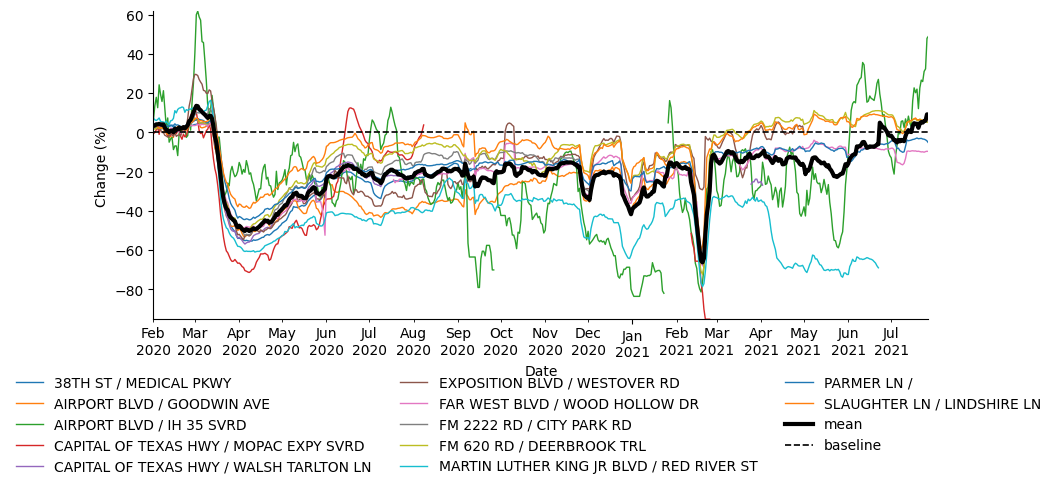 60
40
20
0
−20
−40
−60
−80
Change (%)
Feb Mar Apr May Jun Jul Aug Sep Oct Nov Dec Jan Feb Mar Apr May Jun Jul
2020 2020 2020 2020 2020 2020 2020 2020 2020 2020 2020 2021 2021 2021 2021 2021 2021 2021
Date
38TH ST / MEDICAL PKWY
AIRPORT BLVD / GOODWIN AVE
AIRPORT BLVD / IH 35 SVRD
CAPITAL OF TEXAS HWY / MOPAC EXPY SVRD
CAPITAL OF TEXAS HWY / WALSH TARLTON LN
EXPOSITION BLVD / WESTOVER RD
FAR WEST BLVD / WOOD HOLLOW DR
FM 2222 RD / CITY PARK RD
FM 620 RD / DEERBROOK TRL
MARTIN LUTHER KING JR BLVD / RED RIVER ST
PARMER LN /
SLAUGHTER LN / LINDSHIRE LN
mean
baseline